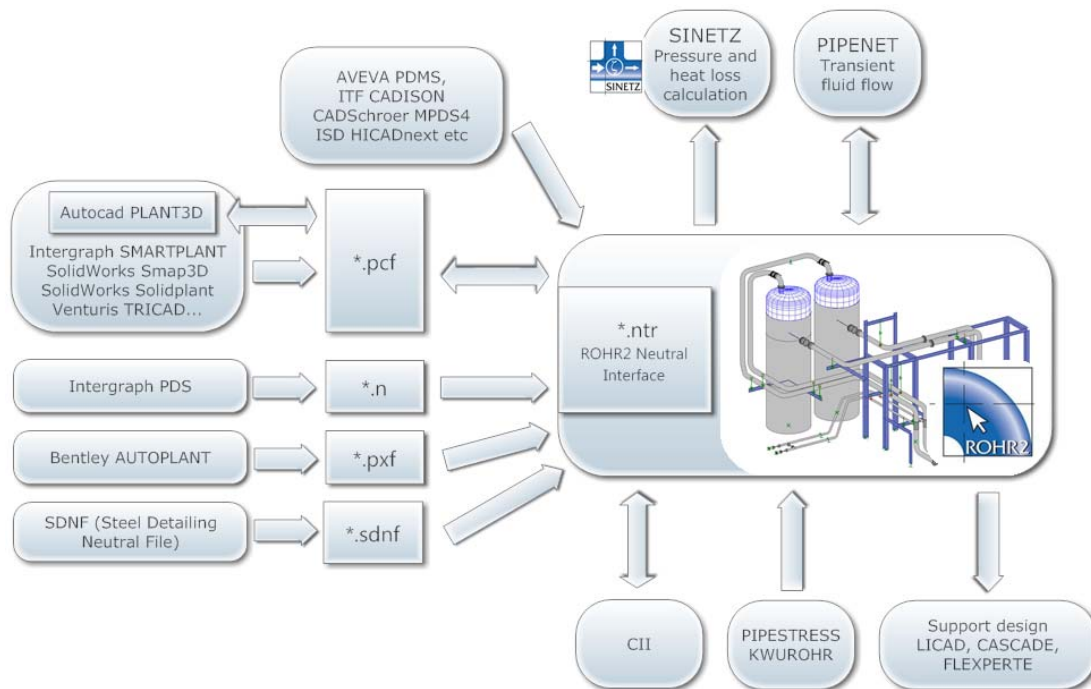 SINETZ
Pressure and
heat loss
calculation
SINETZ
PIPENET
Transient
fluid flow
AVEVA PDMS,
ITF CADISON
CADSchroer MPDS4
ISD HICADnext etc
Autocad PLANT3D
Intergraph SMARTPLANT
SolidWorks Smap3D
SolidWorks Solidplant
Venturis TRICAD...
*.pcf
*.ntr
ROHR2 Neutral
Interface
ROHR2
Intergraph PDS
*.n
Bentley AUTOPLANT
*.pxf
SDNF (Steel Detailing
Neutral File)
*.sdnf
CII
PIPESTRESS
KWUROHR
Support design
LICAD, CASCADE,
FLEXPERTE